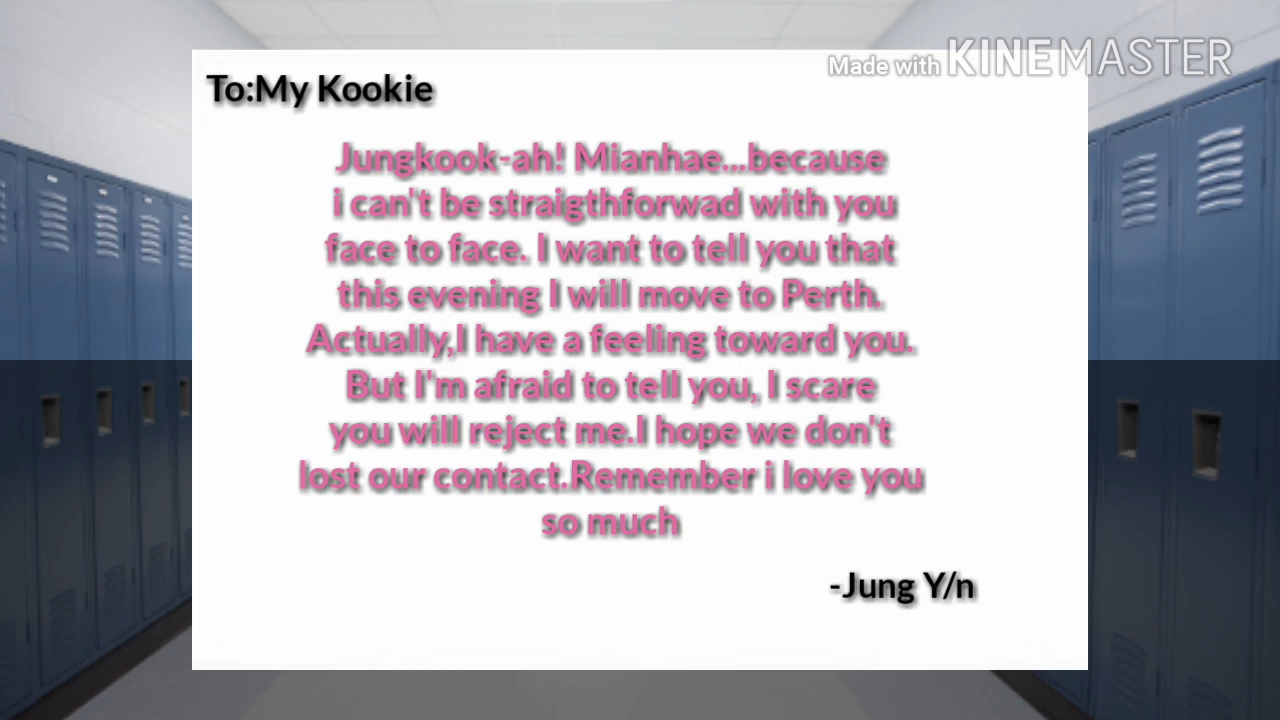 Made with KINEMASTER
To:My Kookie
Jungkook-ah! Mianhae...because
i can't be straigthforwad with you
face to face. I want to tell you that
this evening I will move to Perth.
Actually,I have a feeling toward you.
But I'm afraid to tell you, I scare
you will reject me.I hope we don't
lost our contact.Remember i love you
so much
-Jung Y/n